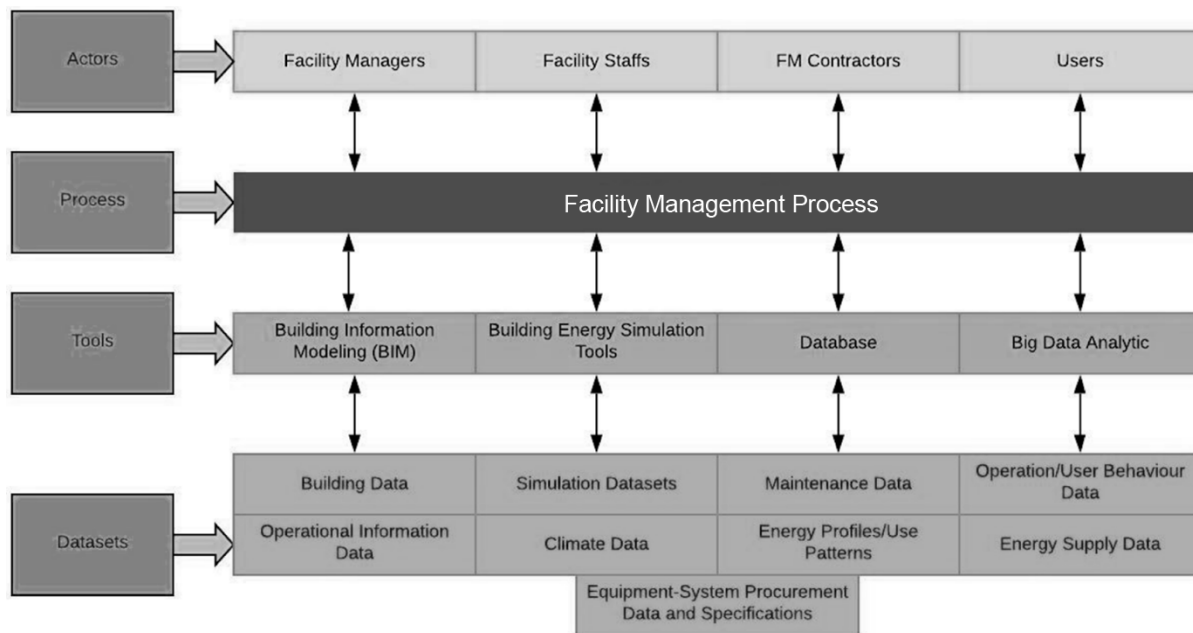 Actors
Facility Managers
Facility Staffs
FM Contractors
Users
Process
Facility Management Process
Tools
Building Information
Modeling (BIM)
Building Energy Simulation
Tools
Database
Big Data Analytic
Datasets
Building Data
Simulation Datasets
Maintenance Data
Operation/User Behaviour
Data
Operational Information
Data
Climate Data
Energy Profiles/Use
Patterns
Energy Supply Data
Equipment-System Procurement
Data and Specifications